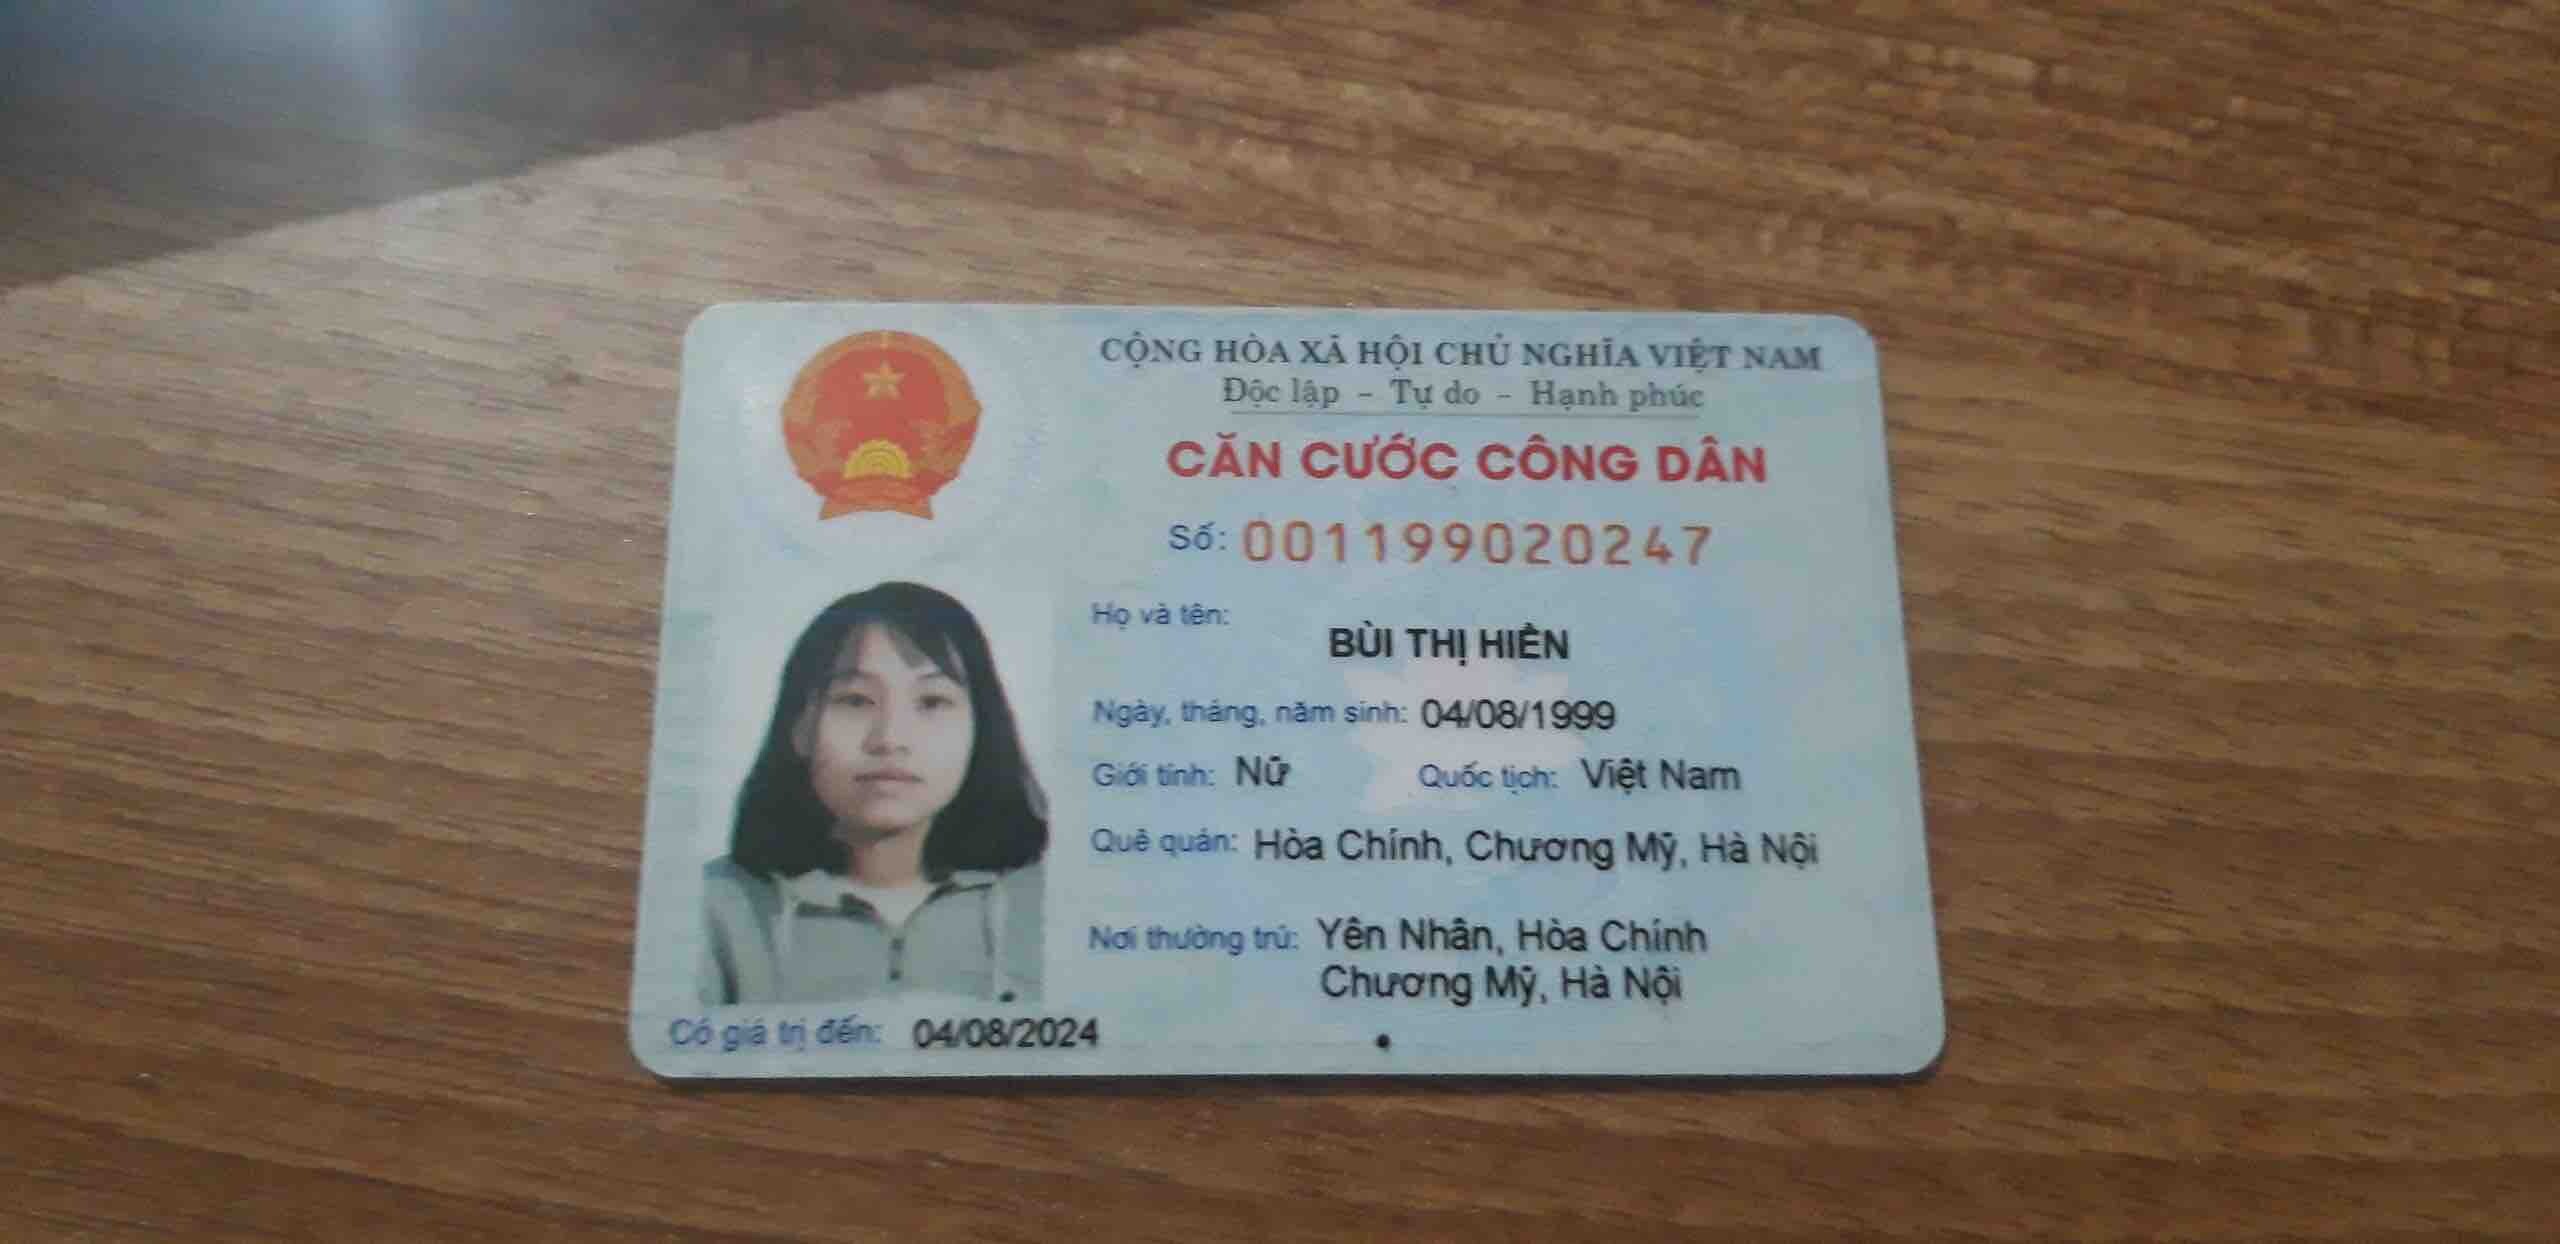 CỘNG HÒA XÃ HỘI CHỦ NGHĨA VIỆT NAM
Độc lập - Tự do - Hạnh phúc
CĂN CƯỚC CÔNG DÂN
Số: 001199020247
Họ và tên:
BÙI THỊ HIỀN
Ngày, tháng, năm sinh: 04/08/1999
Giới tính: Nữ Quốc tịch: Việt Nam
Quê quán: Hòa Chính, Chương Mỹ, Hà Nội
Nơi thường trú: Yên Nhân, Hòa Chính
Chương Mỹ, Hà Nội
Có giá trị đến: 04/08/2024